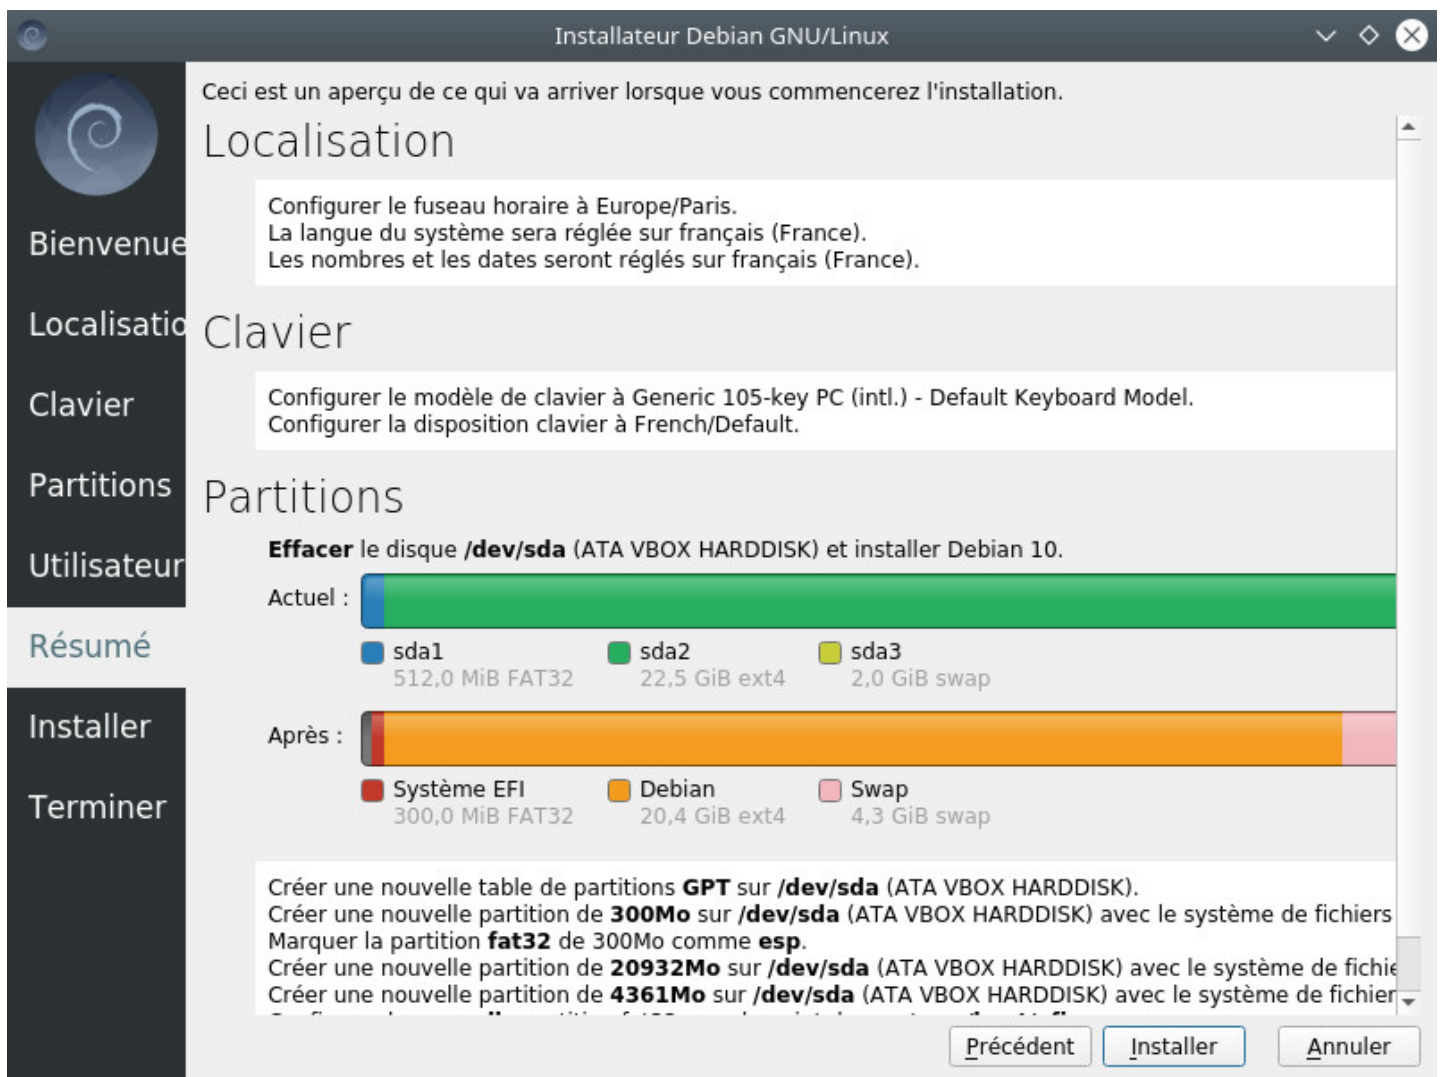 Installateur Debian GNU/Linux
Ceci est un aperçu de ce qui va arriver lorsque vous commencerez l'installation.
Bienvenue
Localisatio
Clavier
Partitions
Utilisateur
Résumé
Installer
Terminer
Localisation
Configurer le fuseau horaire à Europe/Paris.
La langue du système sera réglée sur français (France).
Les nombres et les dates seront réglés sur français (France).
Clavier
Configurer le modèle de clavier à Generic 105-key PC (intl.) - Default Keyboard Model.
Configurer la disposition clavier à French/Default.
Partitions
Effacer le disque /dev/sda (ATA VBOX HARDDISK) et installer Debian 10.
Actuel :
sda1 sda2 sda3
512,0 MiB FAT32 22,5 GiB ext4 2,0 GiB swap
Après :
Système EFI Debian Swap
300,0 MiB FAT32 20,4 GiB ext4 4,3 GiB swap
Créer une nouvelle table de partitions GPT sur /dev/sda (ATA VBOX HARDDISK).
Créer une nouvelle partition de 300Mo sur /dev/sda (ATA VBOX HARDDISK) avec le système de fichiers
Marquer la partition fat32 de 300Mo comme esp.
Créer une nouvelle partition de 20932Mo sur /dev/sda (ATA VBOX HARDDISK) avec le système de fichie
Créer une nouvelle partition de 4361Mo sur /dev/sda (ATA VBOX HARDDISK) avec le système de fichier
Précédent Installer Annuler